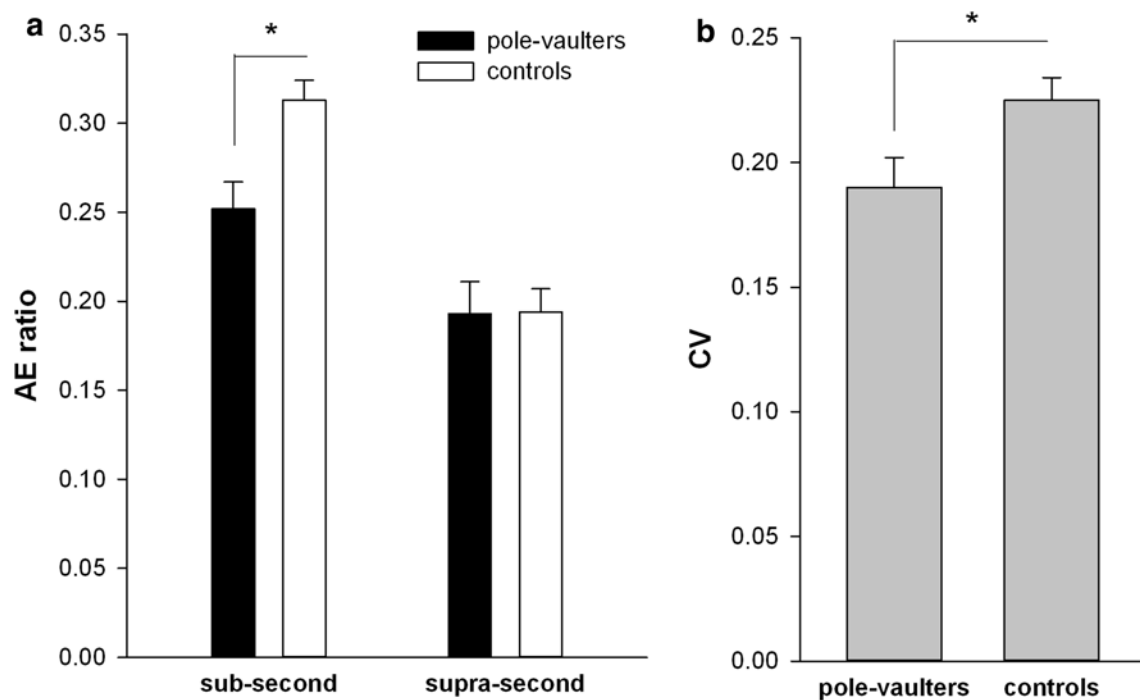 a
*
pole-vaulters
controls
AE ratio
0.35
0.30
0.25
0.20
0.15
0.10
0.05
0.00
sub-second
supra-second
b
*
CV
0.25
0.20
0.15
0.10
0.05
0.00
pole-vaulters
controls